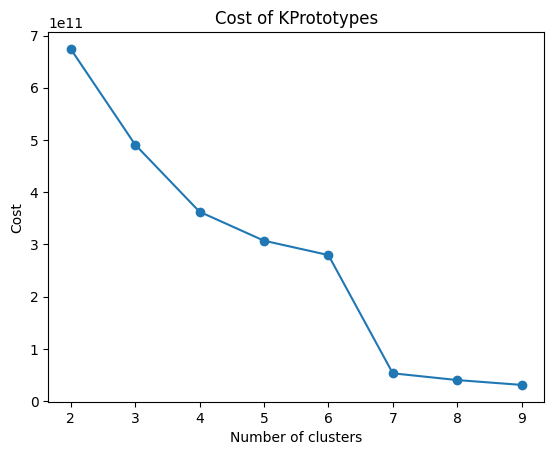 Cost of KPrototypes
1e11
7
6
5
4
3
2
1
0
Cost
2 3 4 5 6 7 8 9
Number of clusters